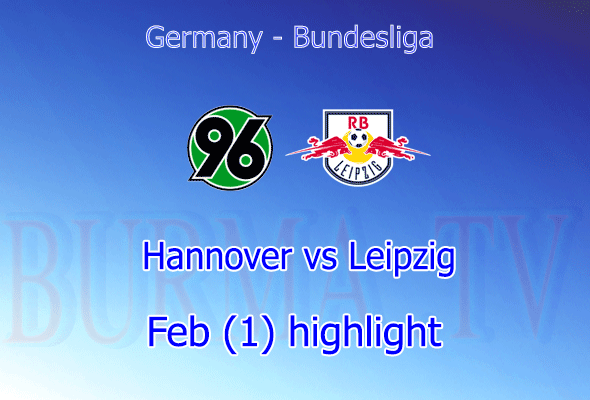 Germany - Bundesliga
96
RB
LEIPZIG
BURMA TV
Hannover vs Leipzig
Feb (1) highlight